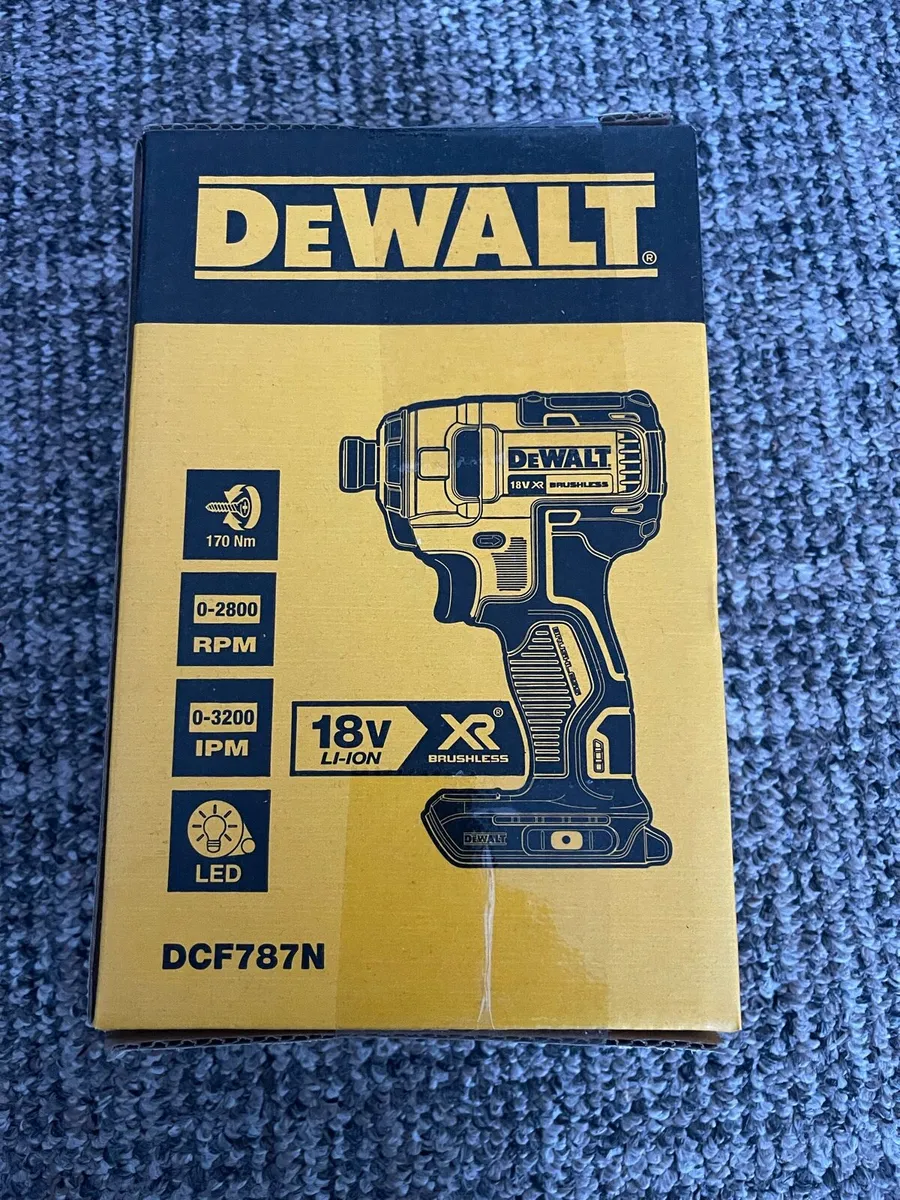 DEWALT®
DEWALT
18V XR BRUSHLESS
170 Nm
0-2800
RPM
BRUSHLESS
0-3200
IPM
18V
LI-ION
XR®
BRUSHLESS
LED
DEWALT
DCF787N